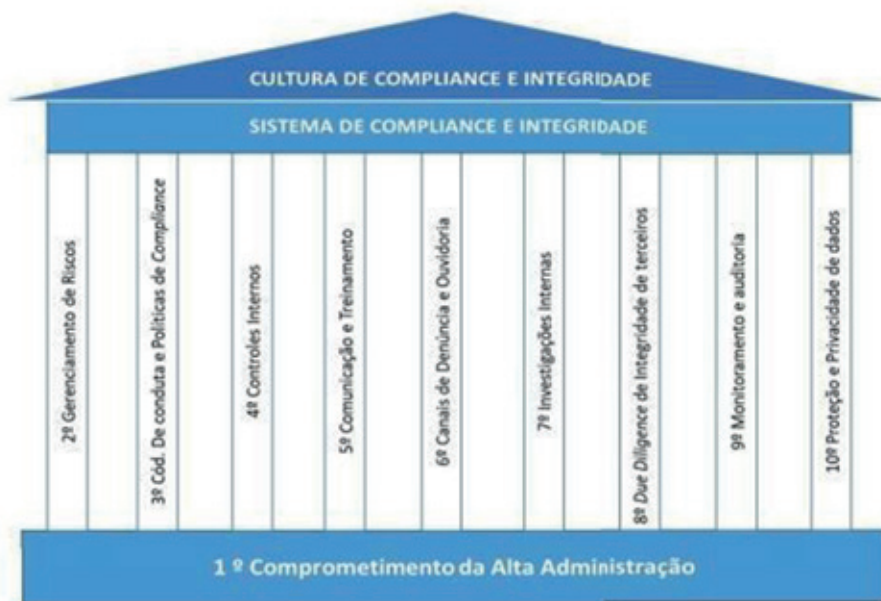 CULTURA DE COMPLIANCE E INTEGRIDADE
SISTEMA DE COMPLIANCE E INTEGRIDADE
2º Gerenciamento de Riscos
3º Cód. De conduta e Políticas de Compliance
4º Controles Internos
5º Comunicação e Treinamento
6º Canais de Denúncia e Ouvidoria
7º Investigações Internas
8º Due Diligence de Integridade de terceiros
9º Monitoramento e auditoria
10º Proteção e Privacidade de dados
1 º Comprometimento da Alta Administração